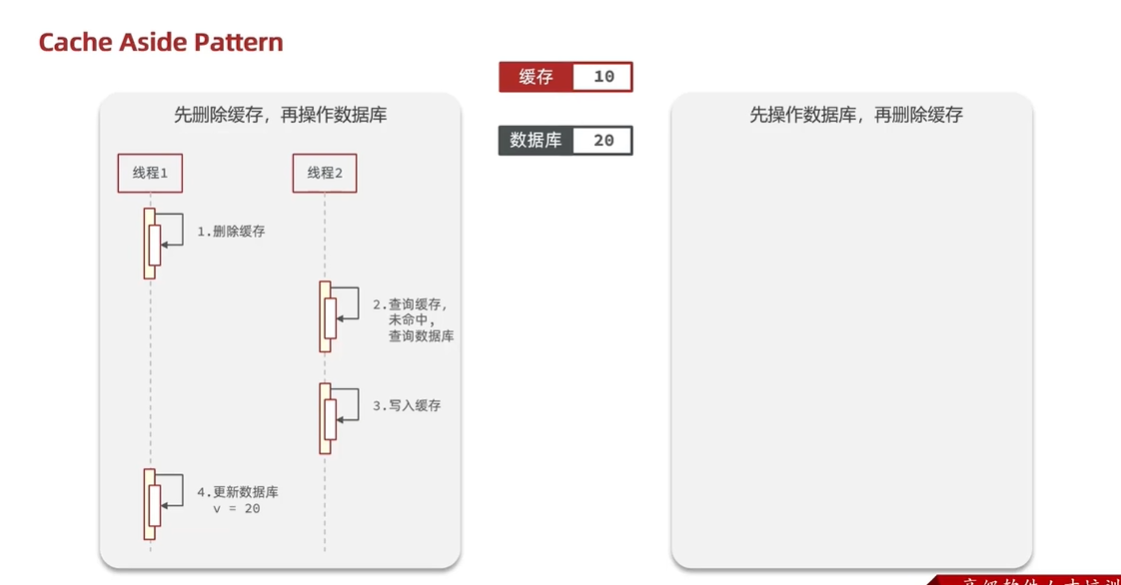 Cache Aside Pattern
缓存 10
数据库 20
先删除缓存，再操作数据库
线程1
线程2
1.删除缓存
2.查询缓存，
未命中，
查询数据库
3.写入缓存
4.更新数据库
v = 20
先操作数据库，再删除缓存